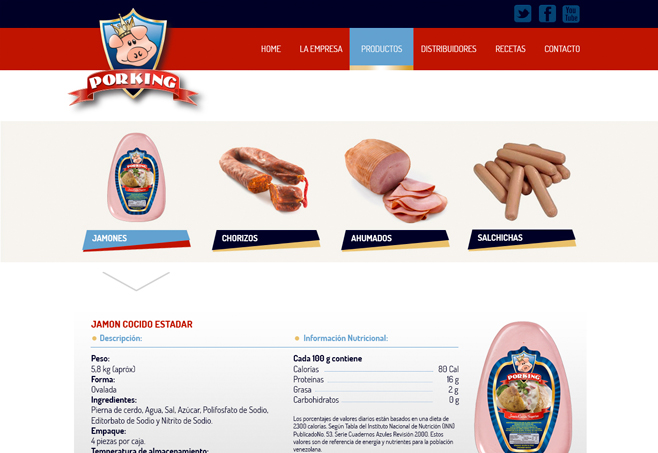 You
Tube
HOME LA EMPRESA PRODUCTOS DISTRIBUIDORES RECETAS CONTACTO
PORKING
JAMONES CHORIZOS AHUMADOS SALCHICHAS
JAMON COCIDO ESTADAR
Descripción:
Peso:
5,8 kg (apróx)
Forma:
Ovalada
Ingredientes:
Pierna de cerdo, Agua, Sal, Azúcar, Polifosfato de Sodio,
Editorbato de Sodio y Nitrito de Sodio.
Empaque:
4 piezas por caja.
Temperatura de almacenamiento:
Información Nutricional:
Cada 100 g contiene
Calorías 80 Cal
Proteínas 16 g
Grasa 2 g
Carbohidratos 0 g
Los porcentajes de valores diarios están basados en una dieta de
2300 calorías. Según Tabla del Instituto Nacional de Nutrición (INN)
PublicadoNo. 53. Serie Cuadernos Azules Revisión 2.000. Estos
valores son de referencia de energía y nutrientes para la población
venezolana.
PORKING